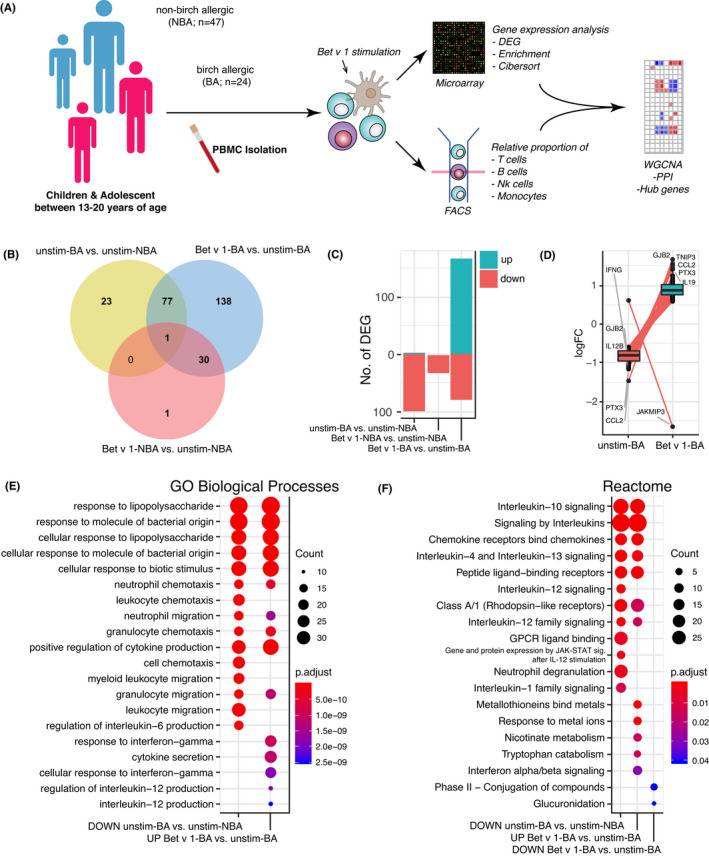 (A)
non-birch allergic
(NBA; n=47)
birch allergic
(BA; n=24)
PBMC Isolation
Children & Adolescent
between 13-20 years of age
Bet v 1 stimulation
Microarray
Gene expression analysis
- DEG
- Enrichment
- Cibersort
FACS
Relative proportion of
- T cells
- B cells
- Nk cells
- Monocytes
WGCNA
-PPI
-Hub genes
(B)
unstim-BA vs. unstim-NBA
Bet v 1-BA vs. unstim-BA
23
77
138
1
0
30
1
Bet v 1-NBA vs. unstim-NBA
(C)
up
down
No. of DEG
100
0
100
unstim-BA vs. unstim-NBA
Bet v 1-NBA vs. unstim-NBA
Bet v 1-BA vs. unstim-BA
(D)
logFC
1
0
−1
−2
GJB2
TNIP3
CCL2
PTX3
IL19
IFNG
GJB2
IL12B
PTX3
CCL2
JAKMIP3
unstim-BA
Bet v 1-BA
(E)
GO Biological Processes
response to lipopolysaccharide
response to molecule of bacterial origin
cellular response to lipopolysaccharide
cellular response to molecule of bacterial origin
cellular response to biotic stimulus
neutrophil chemotaxis
leukocyte chemotaxis
neutrophil migration
granulocyte chemotaxis
positive regulation of cytokine production
cell chemotaxis
myeloid leukocyte migration
granulocyte migration
leukocyte migration
regulation of interleukin−6 production
response to interferon−gamma
cytokine secretion
cellular response to interferon−gamma
regulation of interleukin−12 production
interleukin−12 production
Count
10
15
20
25
30
p.adjust
5.0e−10
1.0e−09
1.5e−09
2.0e−09
2.5e−09
DOWN unstim-BA vs. unstim-NBA
UP Bet v 1-BA vs. unstim-BA
(F)
Reactome
Interleukin−10 signaling
Signaling by Interleukins
Chemokine receptors bind chemokines
Interleukin−4 and Interleukin−13 signaling
Peptide ligand−binding receptors
Interleukin−12 signaling
Class A/1 (Rhodopsin−like receptors)
Interleukin−12 family signaling
GPCR ligand binding
Gene and protein expression by JAK-STAT sig.
after IL-12 stimulation
Neutrophil degranulation
Interleukin−1 family signaling
Metallothioneins bind metals
Response to metal ions
Nicotinate metabolism
Tryptophan catabolism
Interferon alpha/beta signaling
Phase II − Conjugation of compounds
Glucuronidation
Count
5
10
15
20
25
p.adjust
0.01
0.02
0.03
0.04
DOWN unstim-BA vs. unstim-NBA
UP Bet v 1-BA vs. unstim-BA
DOWN Bet v 1-BA vs. unstim-BA